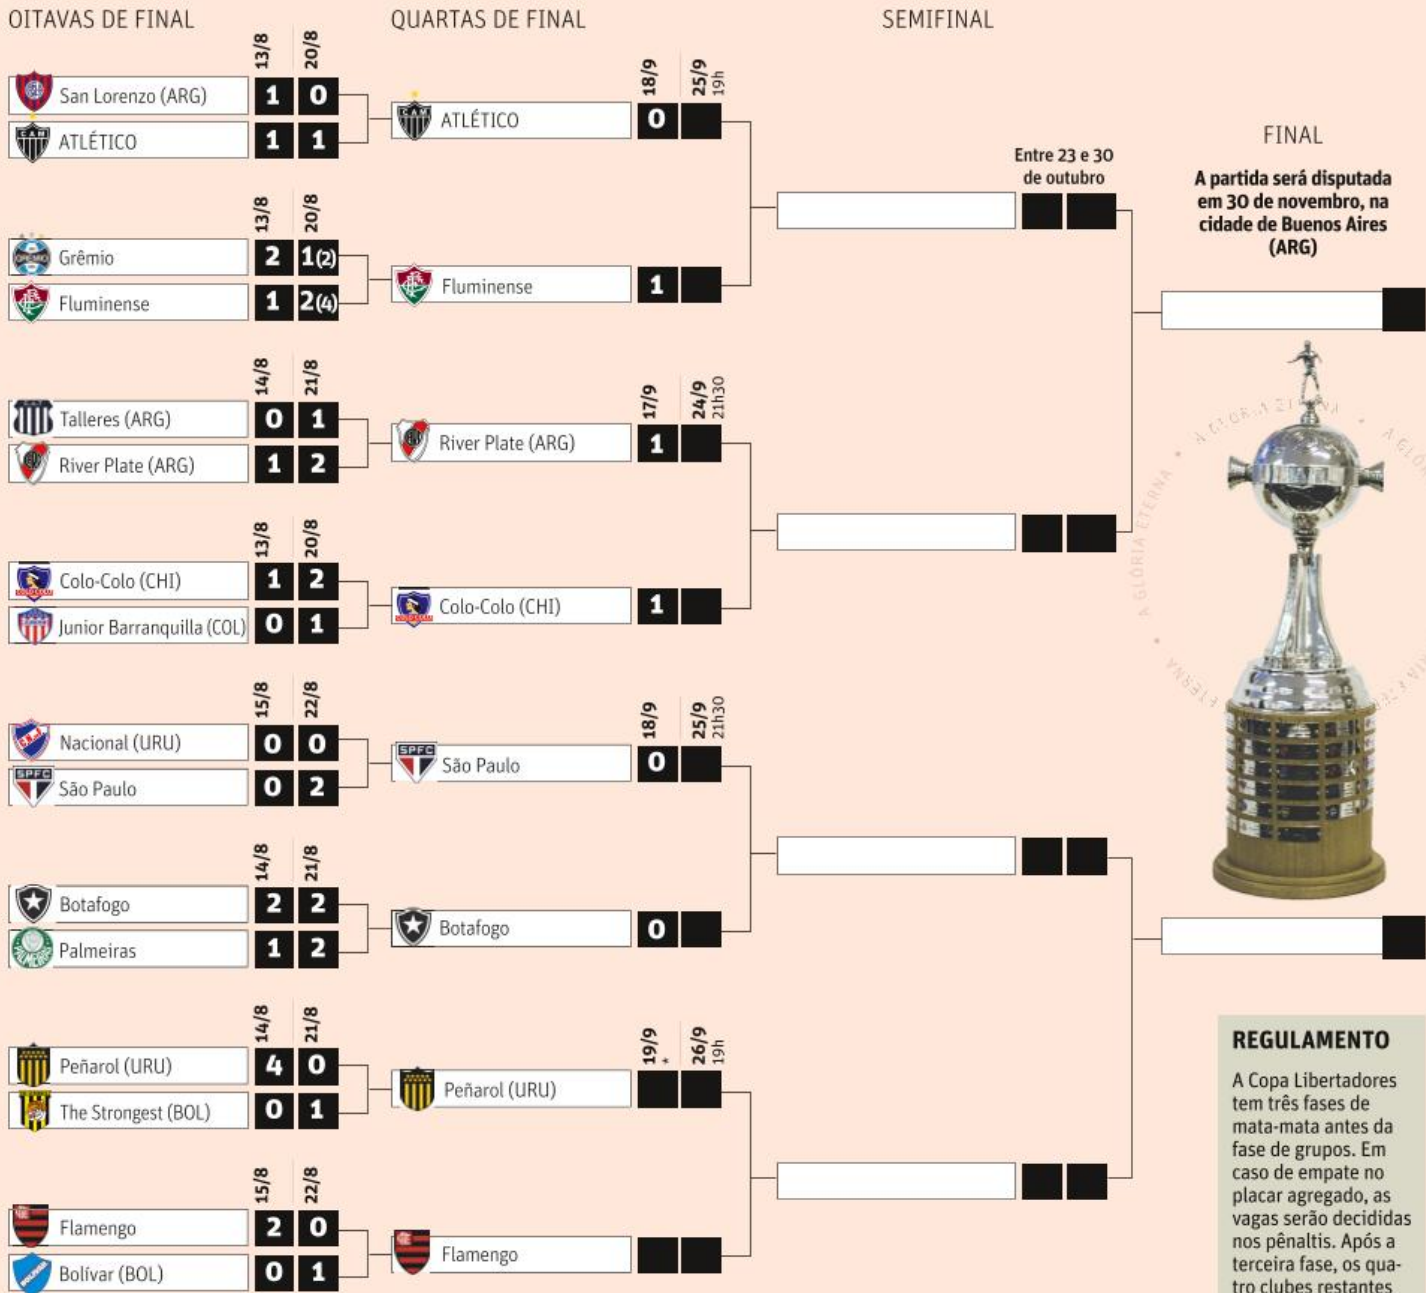 OITAVAS DE FINAL
QUARTAS DE FINAL
SEMIFINAL
13/8 20/8
San Lorenzo (ARG) 1 0
ATLÉTICO 1 1
18/9 25/9 19h
ATLÉTICO 0
13/8 20/8
Grêmio 2 1(2)
Fluminense 1 2(4)
Fluminense 1
14/8 21/8
Talleres (ARG) 0 1
River Plate (ARG) 1 2
17/9 24/9 21h30
River Plate (ARG) 1
13/8 20/8
Colo-Colo (CHI) 1 2
Junior Barranquilla (COL) 0 1
Colo-Colo (CHI) 1
15/8 22/8
Nacional (URU) 0 0
São Paulo 0 2
18/9 25/9 21h30
SPFC
São Paulo 0
14/8 21/8
Botafogo 2 2
Palmeiras 1 2
Botafogo 0
14/8 21/8
Peñarol (URU) 4 0
The Strongest (BOL) 0 1
19/9 * 26/9 19h
Peñarol (URU)
15/8 22/8
Flamengo 2 0
Bolívar (BOL) 0 1
Flamengo
Entre 23 e 30
de outubro
FINAL
A partida será disputada
em 30 de novembro, na
cidade de Buenos Aires
(ARG)
A GLÓRIA ETERNA
REGULAMENTO
A Copa Libertadores
tem três fases de
mata-mata antes da
fase de grupos. Em
caso de empate no
placar agregado, as
vagas serão decididas
nos pênaltis. Após a
terceira fase, os qua-
tro clubes restantes